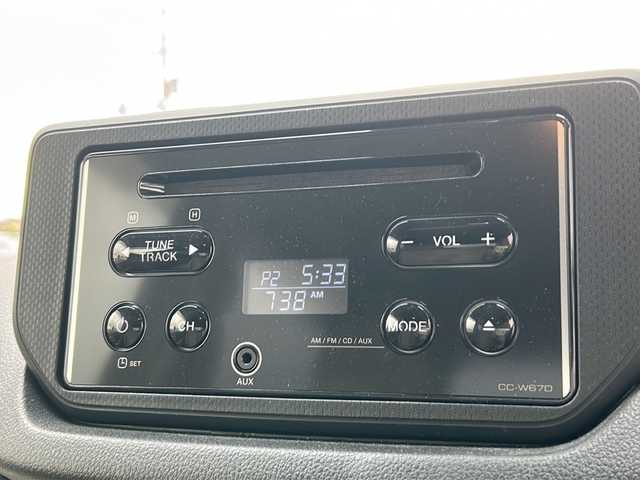 M H
TUNE
TRACK
− VOL +
P2 5:33
738 AM
CH
MODE
SET
AM / FM / CD / AUX
AUX
CC-W67D